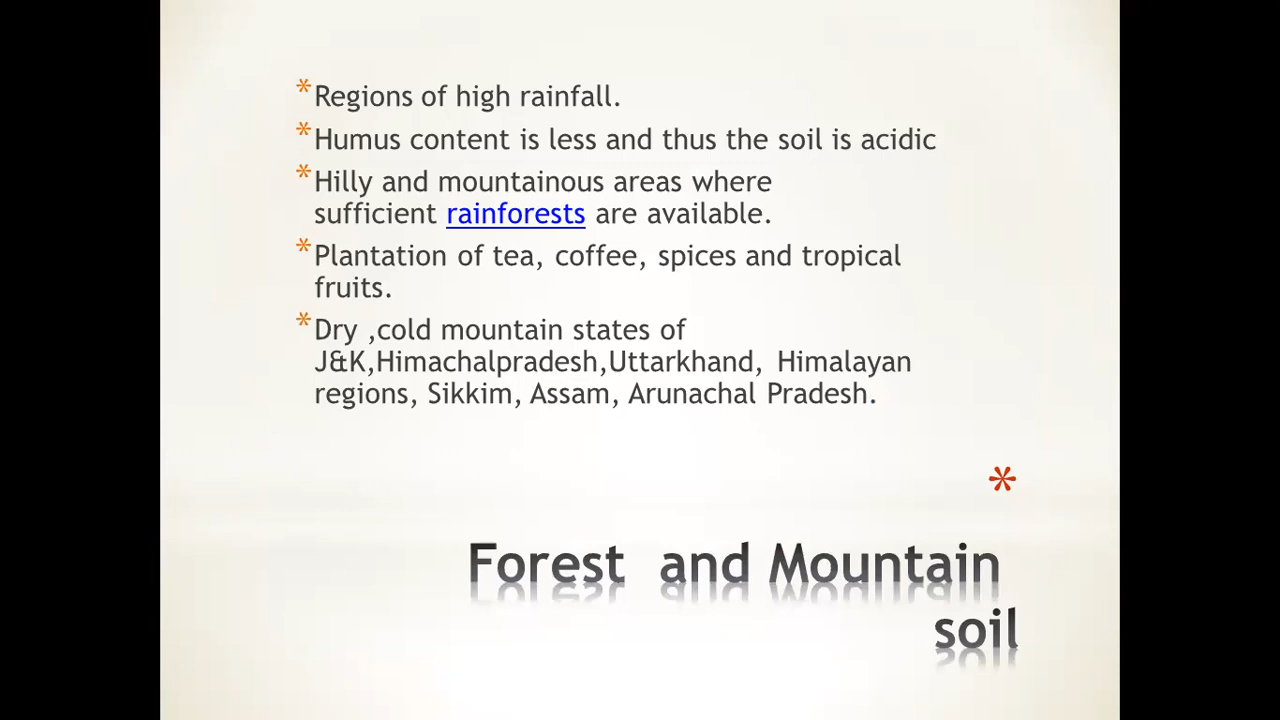 *Regions of high rainfall.
*Humus content is less and thus the soil is acidic
*Hilly and mountainous areas where
sufficient rainforests are available.
*Plantation of tea, coffee, spices and tropical
fruits.
*Dry ,cold mountain states of
J&K,Himachalpradesh,Uttarkhand, Himalayan
regions, Sikkim, Assam, Arunachal Pradesh.
*
Forest  and Mountain
soil